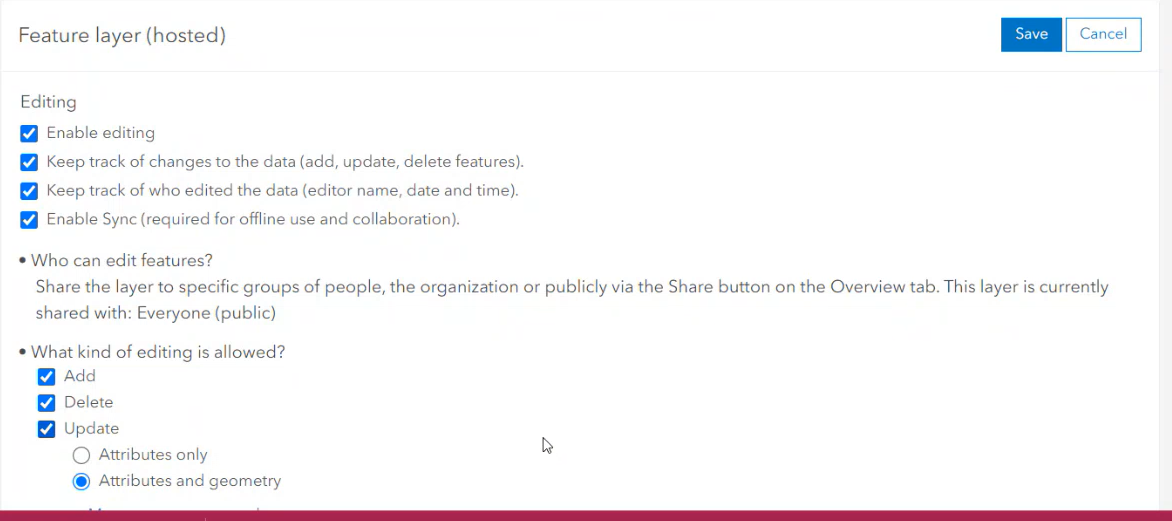 Feature layer (hosted)
Save
Cancel
Editing
Enable editing
Keep track of changes to the data (add, update, delete features).
Keep track of who edited the data (editor name, date and time).
Enable Sync (required for offline use and collaboration).
• Who can edit features?
Share the layer to specific groups of people, the organization or publicly via the Share button on the Overview tab. This layer is currently
shared with: Everyone (public)
• What kind of editing is allowed?
Add
Delete
Update
Attributes only
Attributes and geometry